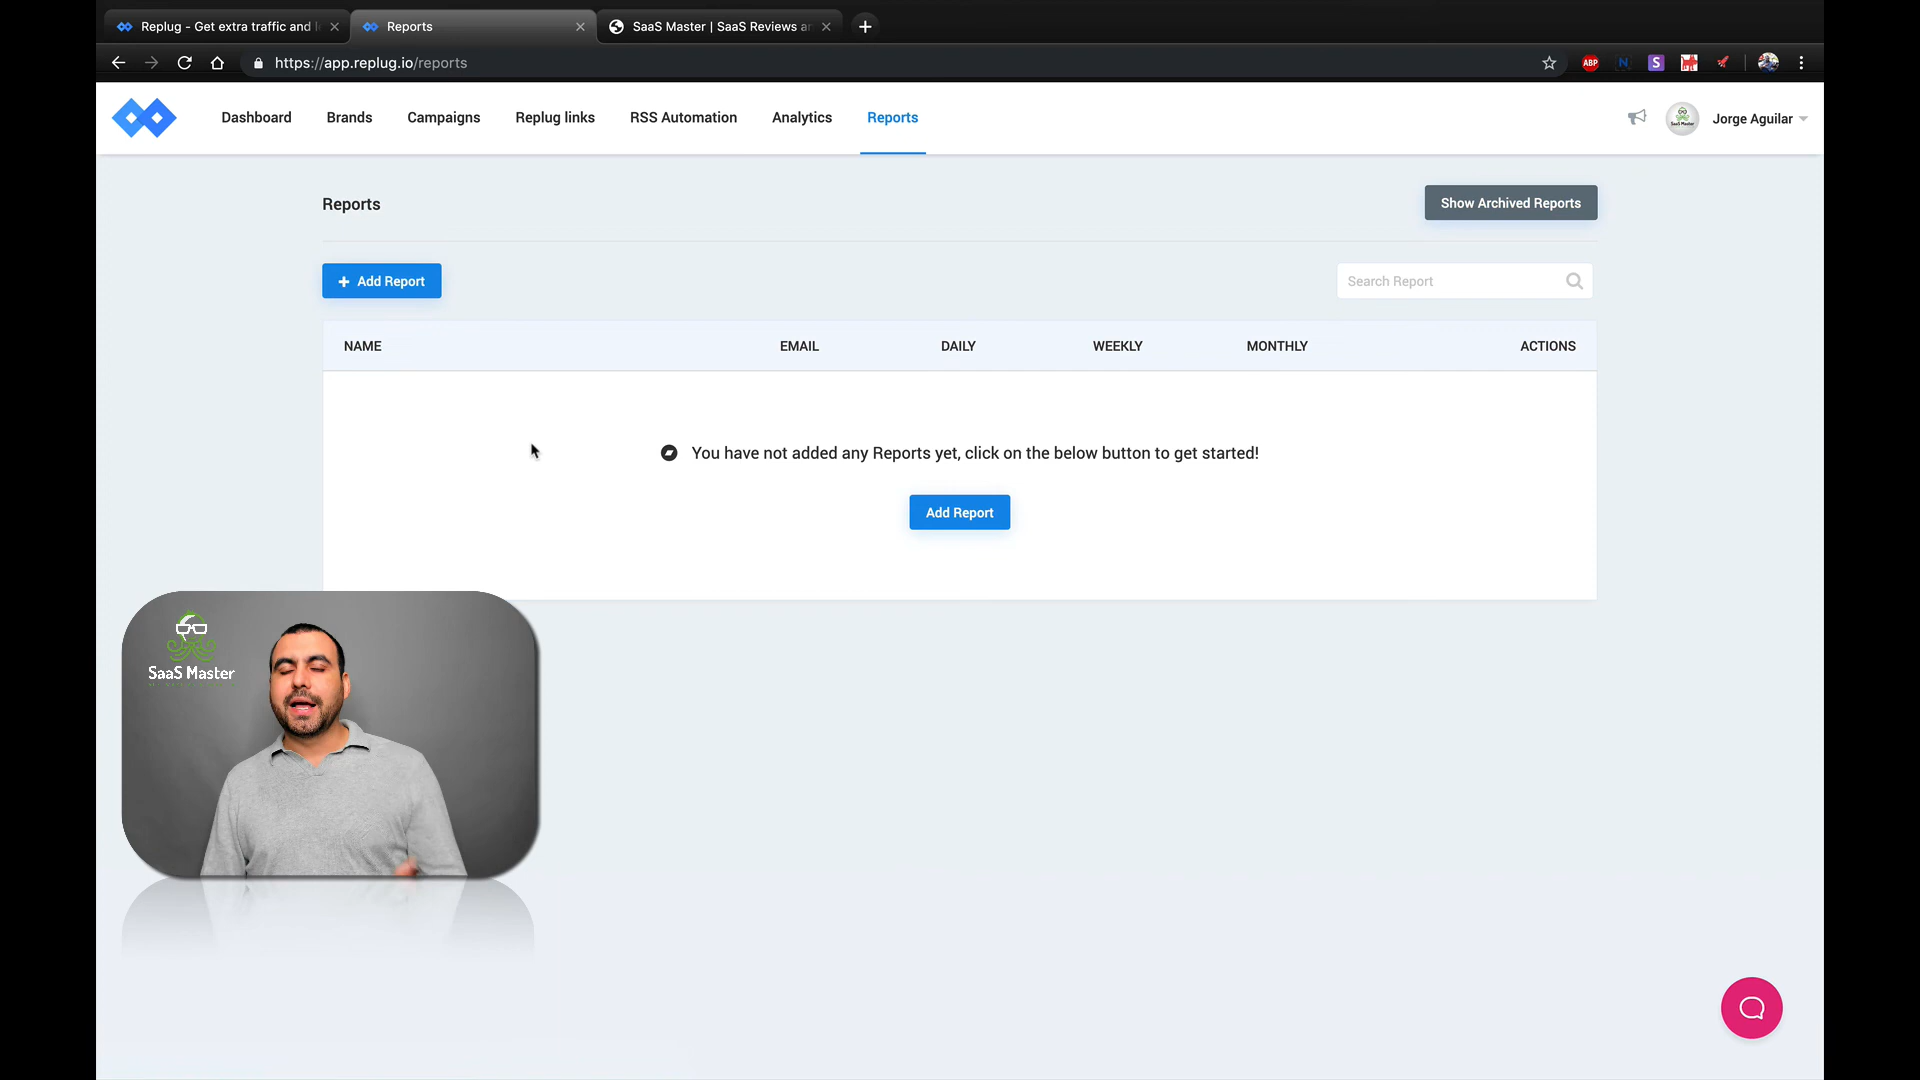 Replug - Get extra traffic and l
Reports
SaaS Master | SaaS Reviews a
https://app.replug.io/reports
ABP
N
S
Dashboard
Brands
Campaigns
Replug links
RSS Automation
Analytics
Reports
Jorge Aguilar
Reports
Show Archived Reports
+ Add Report
Search Report
NAME
EMAIL
DAILY
WEEKLY
MONTHLY
ACTIONS
You have not added any Reports yet, click on the below button to get started!
Add Report
SaaS Master